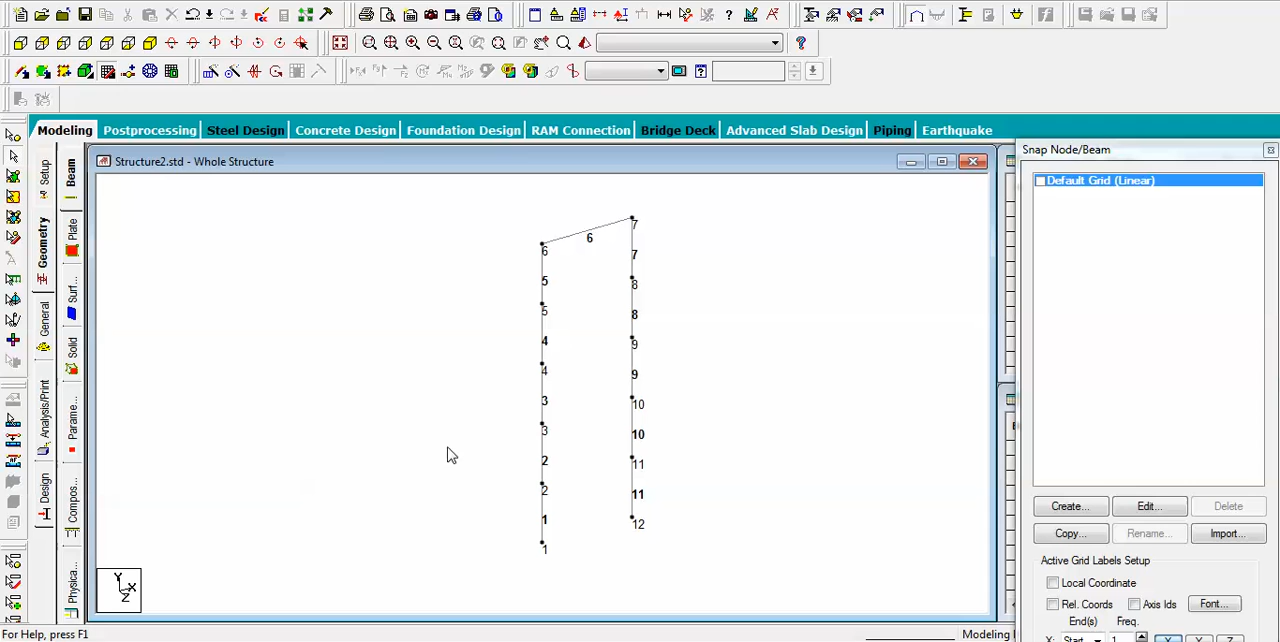 Modeling Postprocessing Steel Design Concrete Design Foundation Design RAM Connection Bridge Deck Advanced Slab Design Piping Earthquake
Snap Node/Beam
Structure2.std - Whole Structure
Default Grid (Linear)
Setup
Geometry
General
Analysis/Print
Design
Beam
Plate
Surf...
Solid
Parame...
Compos...
Physica...
7
6
6
6
5
7
8
5
8
4
9
4
9
3
10
3
10
2
11
2
11
1
12
1
Y
X
Z
Create... Edit... Delete
Copy... Rename... Import...
Active Grid Labels Setup
Local Coordinate
Rel. Coords Axis Ids Font...
End(s) Freq.
X: Start 1
For Help, press F1
Modeling